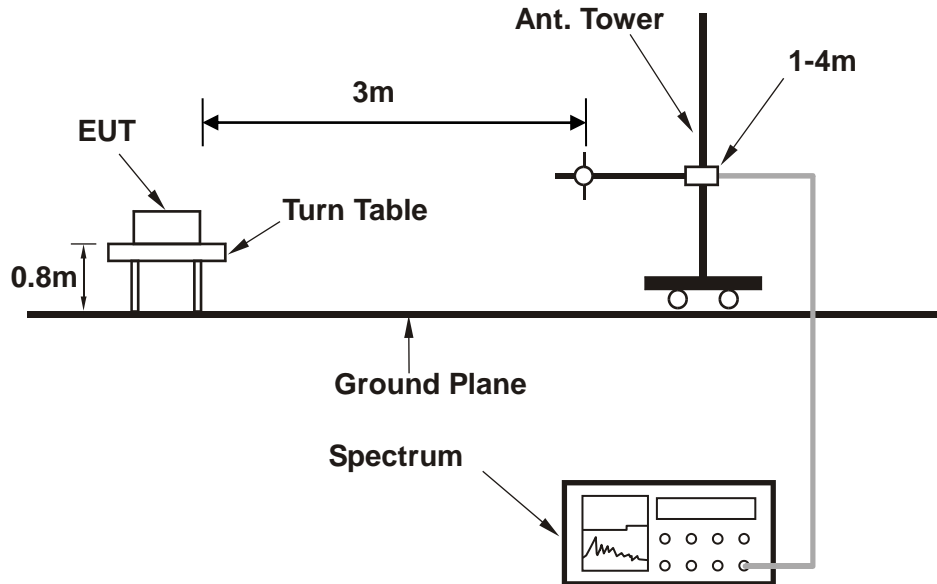 Ant. Tower
1-4m
3m
EUT
Turn Table
0.8m
Ground Plane
Spectrum